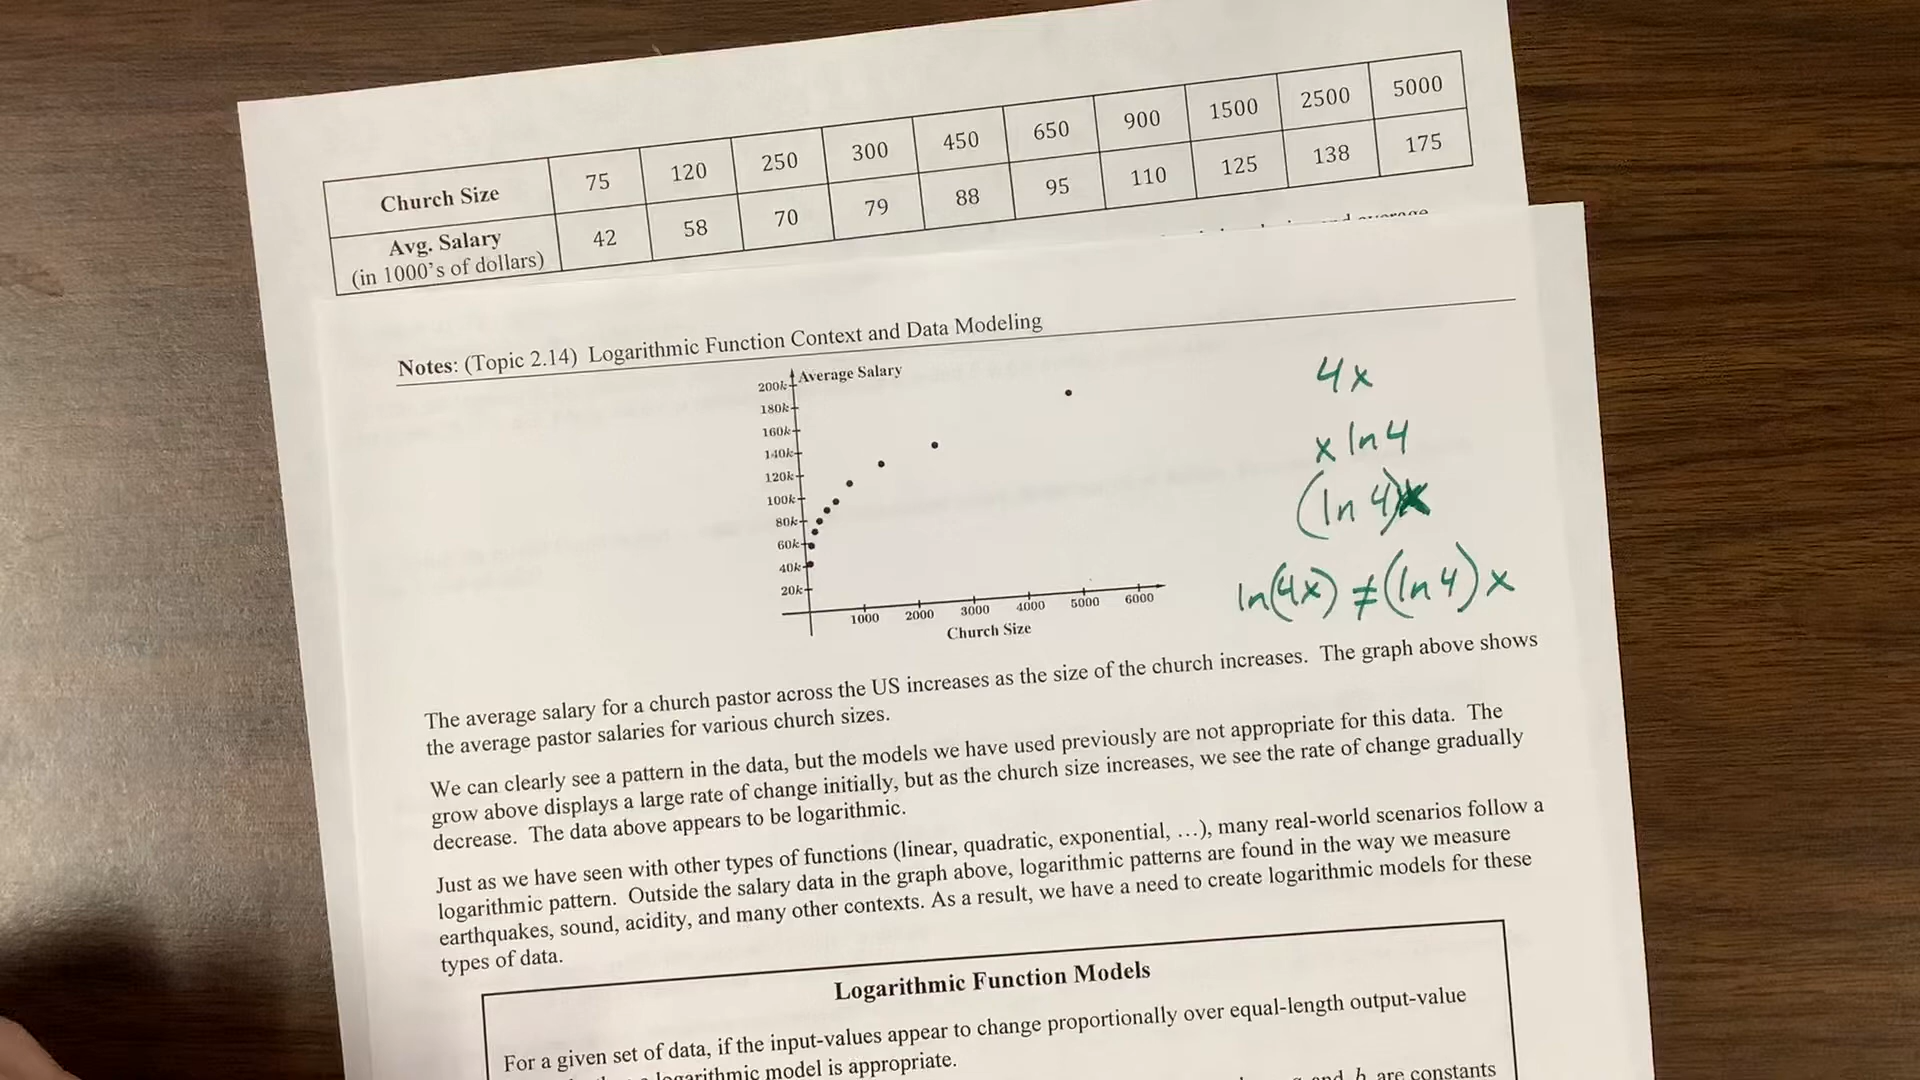 Church Size 75 120 250 300 450 650 900 1500 2500 5000
Avg. Salary
(in 1000's of dollars) 42 58 70 79 88 95 110 125 138 175
Notes: (Topic 2.14) Logarithmic Function Context and Data Modeling
Average Salary
200k
180k
160k
140k
120k
100k
80k
60k
40k
20k
1000 2000 3000 4000 5000 6000
Church Size
4x
x ln 4
(ln 4)x
ln(4x) ≠ (ln 4) x
The average salary for a church pastor across the US increases as the size of the church increases. The graph above shows
the average pastor salaries for various church sizes.
We can clearly see a pattern in the data, but the models we have used previously are not appropriate for this data. The
grow above displays a large rate of change initially, but as the church size increases, we see the rate of change gradually
decrease. The data above appears to be logarithmic.
Just as we have seen with other types of functions (linear, quadratic, exponential, …), many real-world scenarios follow a
logarithmic pattern. Outside the salary data in the graph above, logarithmic patterns are found in the way we measure
earthquakes, sound, acidity, and many other contexts. As a result, we have a need to create logarithmic models for these
types of data.
Logarithmic Function Models
For a given set of data, if the input-values appear to change proportionally over equal-length output-value
logarithmic model is appropriate.
and b are constants